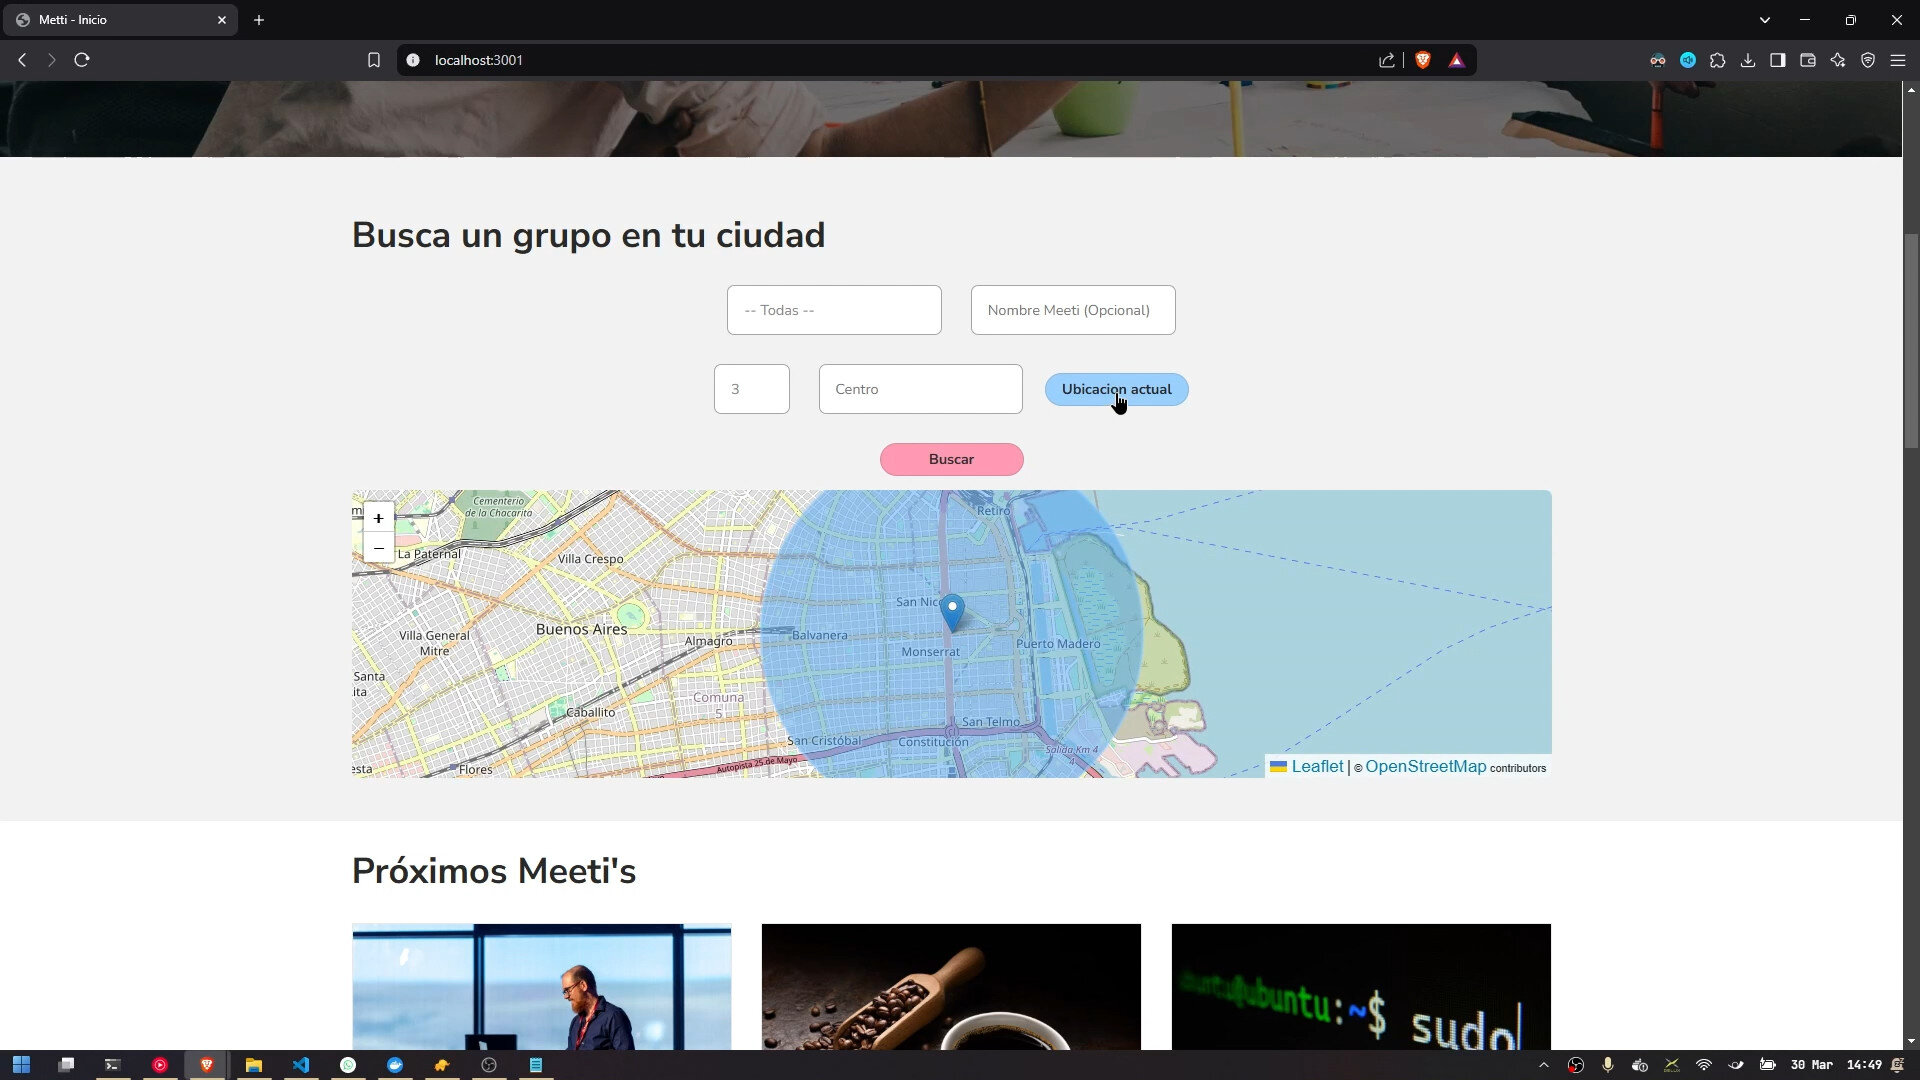 Metti - Inicio
localhost:3001
Busca un grupo en tu ciudad
-- Todas --
Nombre Meeti (Opcional)
3
Centro
Ubicacion actual
Buscar
+
−
Cementerio
de la Chacarita
La Paternal
Villa Crespo
Retiro
San Nic
Villa General
Mitre
Buenos Aires
Almagro
Balvanera
Monserrat
Puerto Madero
Santa
ita
Caballito
Comuna
5
San Telmo
San Cristóbal
Constitución
Salida Km 4
esta
Flores
Autopista 25 de Mayo
Leaflet | © OpenStreetMap contributors
Próximos Meeti's
ubuntu@ubuntu:~$ sudo
30 Mar 14:49